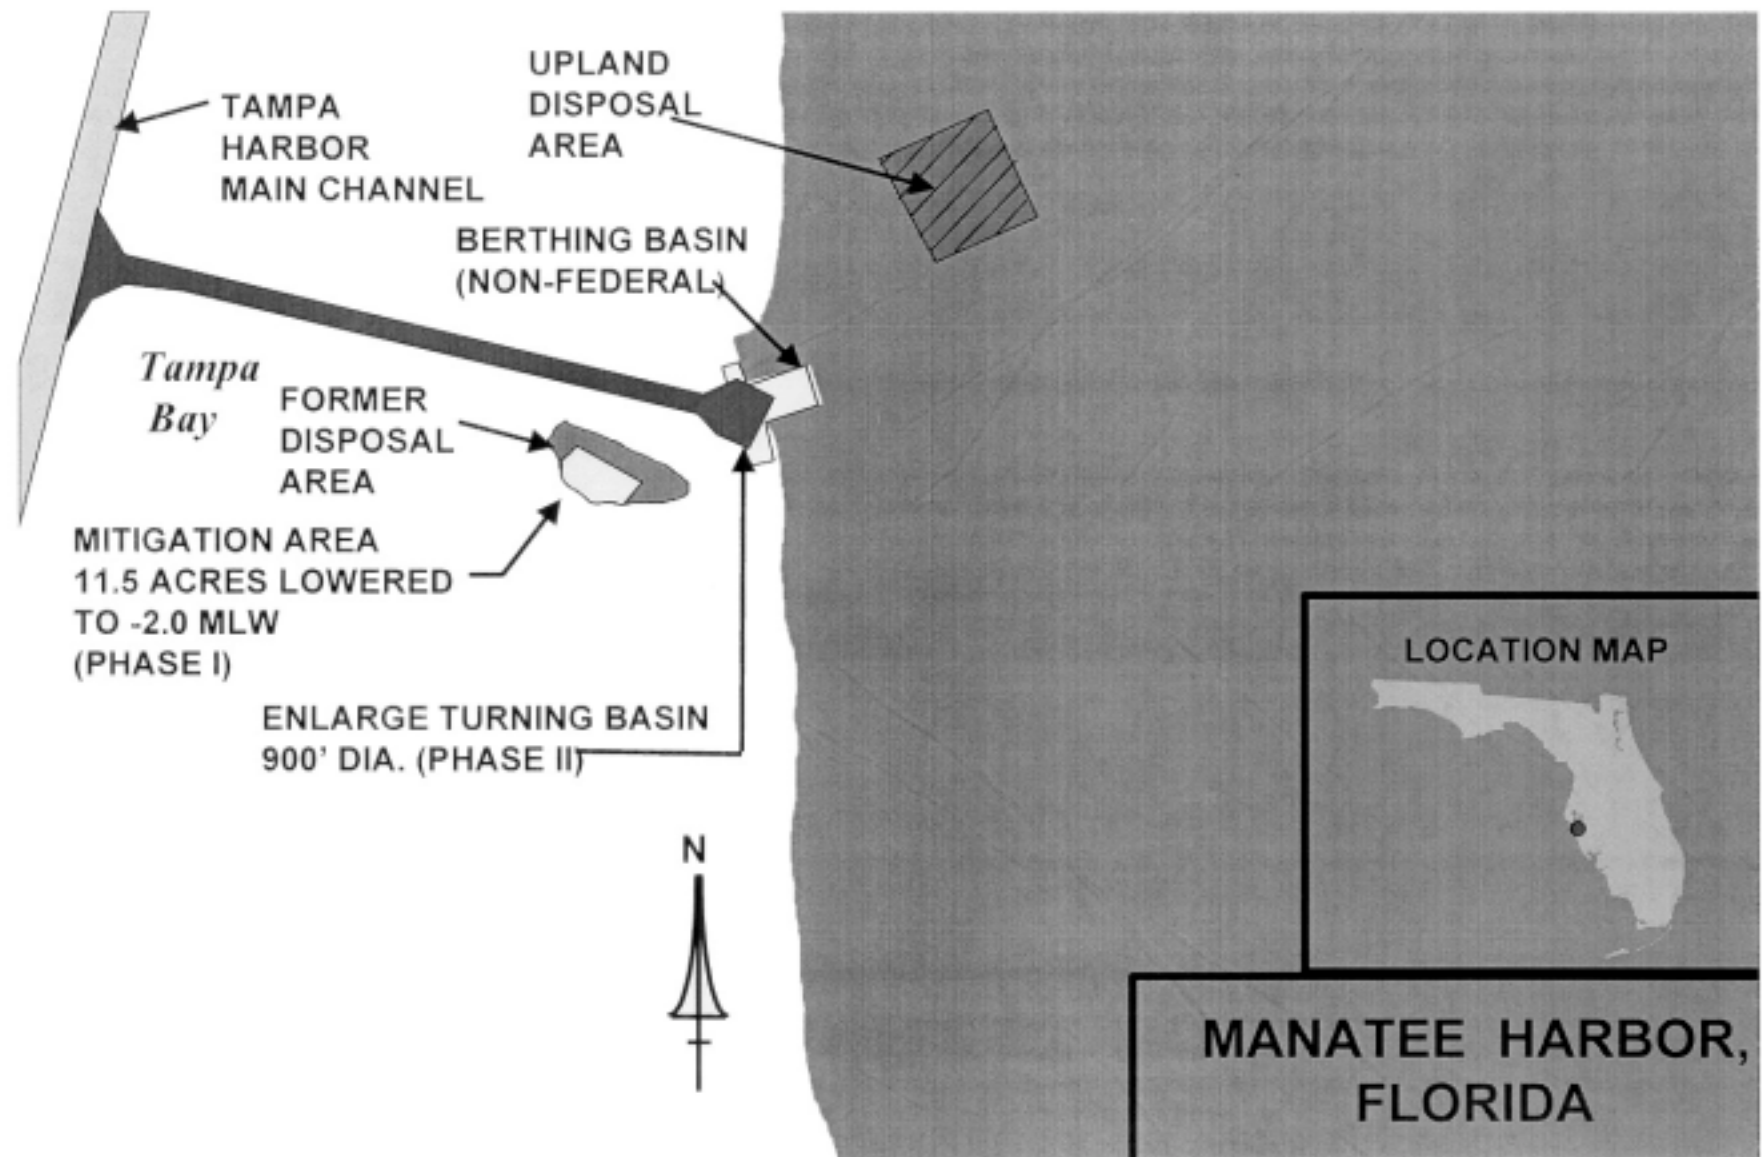 TAMPA
HARBOR
MAIN CHANNEL
UPLAND
DISPOSAL
AREA
BERTHING BASIN
(NON-FEDERAL)
Tampa
Bay
FORMER
DISPOSAL
AREA
MITIGATION AREA
11.5 ACRES LOWERED
TO -2.0 MLW
(PHASE I)
ENLARGE TURNING BASIN
900' DIA. (PHASE II)
N
LOCATION MAP
MANATEE HARBOR,
FLORIDA